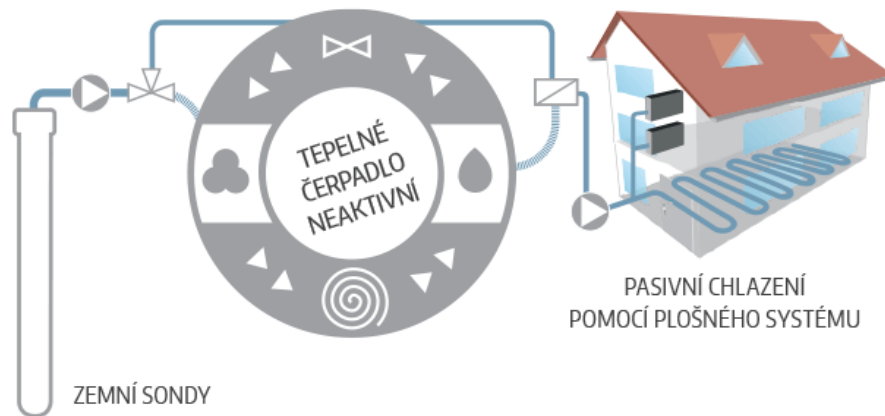 TEPELNÉ
ČERPADLO
NEAKTIVNÍ
PASIVNÍ CHLAZENÍ
POMOCÍ PLOŠNÉHO SYSTÉMU
ZEMNÍ SONDY